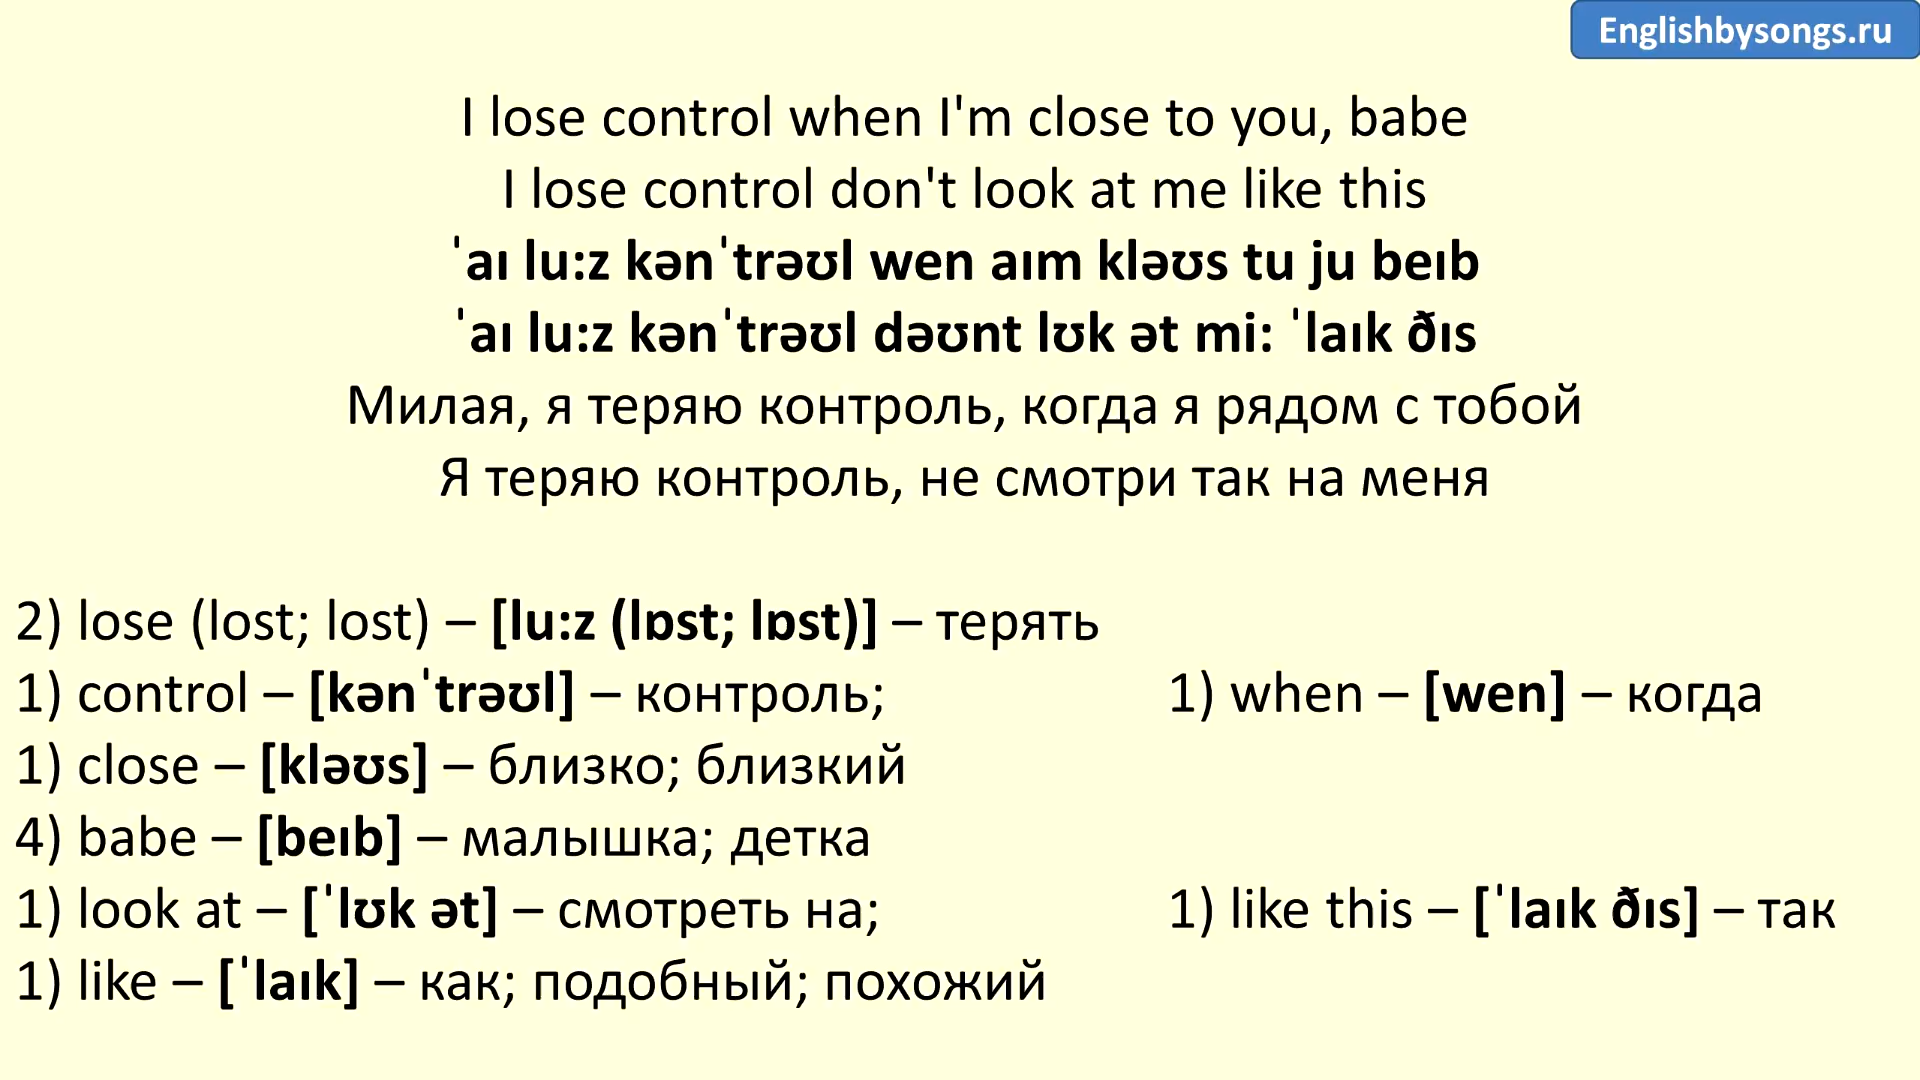 Englishbysongs.ru
I lose control when I'm close to you, babe
I lose control don't look at me like this
ˈaɪ lu:z kənˈtrəʊl wen aɪm kləʊs tu ju beɪb
ˈaɪ lu:z kənˈtrəʊl dəʊnt lʊk ət mi: ˈlaɪk ðɪs
Милая, я теряю контроль, когда я рядом с тобой
Я теряю контроль, не смотри так на меня
2) lose (lost; lost) – [lu:z (lɒst; lɒst)] – терять
1) control – [kənˈtrəʊl] – контроль; 1) when – [wen] – когда
1) close – [kləʊs] – близко; близкий
4) babe – [beɪb] – малышка; детка
1) look at – [ˈlʊk ət] – смотреть на; 1) like this – [ˈlaɪk ðɪs] – так
1) like – [ˈlaɪk] – как; подобный; похожий